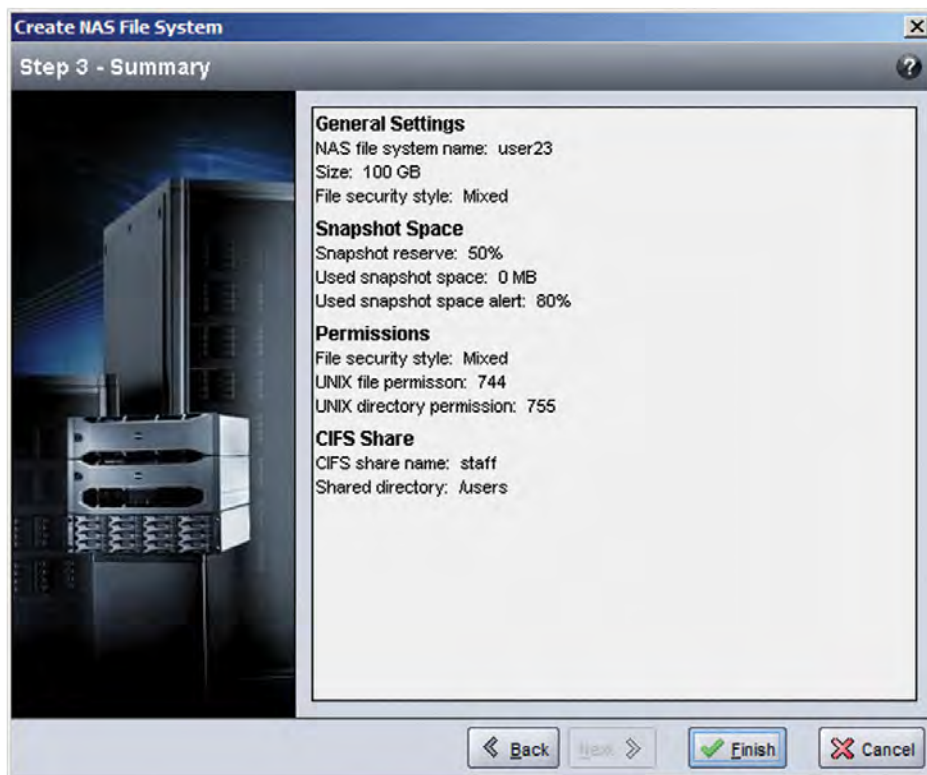 Create NAS File System
Step 3 - Summary
?
General Settings
NAS file system name: user23
Size: 100 GB
File security style: Mixed
Snapshot Space
Snapshot reserve: 50%
Used snapshot space: 0 MB
Used snapshot space alert: 80%
Permissions
File security style: Mixed
UNIX file permisson: 744
UNIX directory permission: 755
CIFS Share
CIFS share name: staff
Shared directory: /users
Back
Next
Finish
Cancel